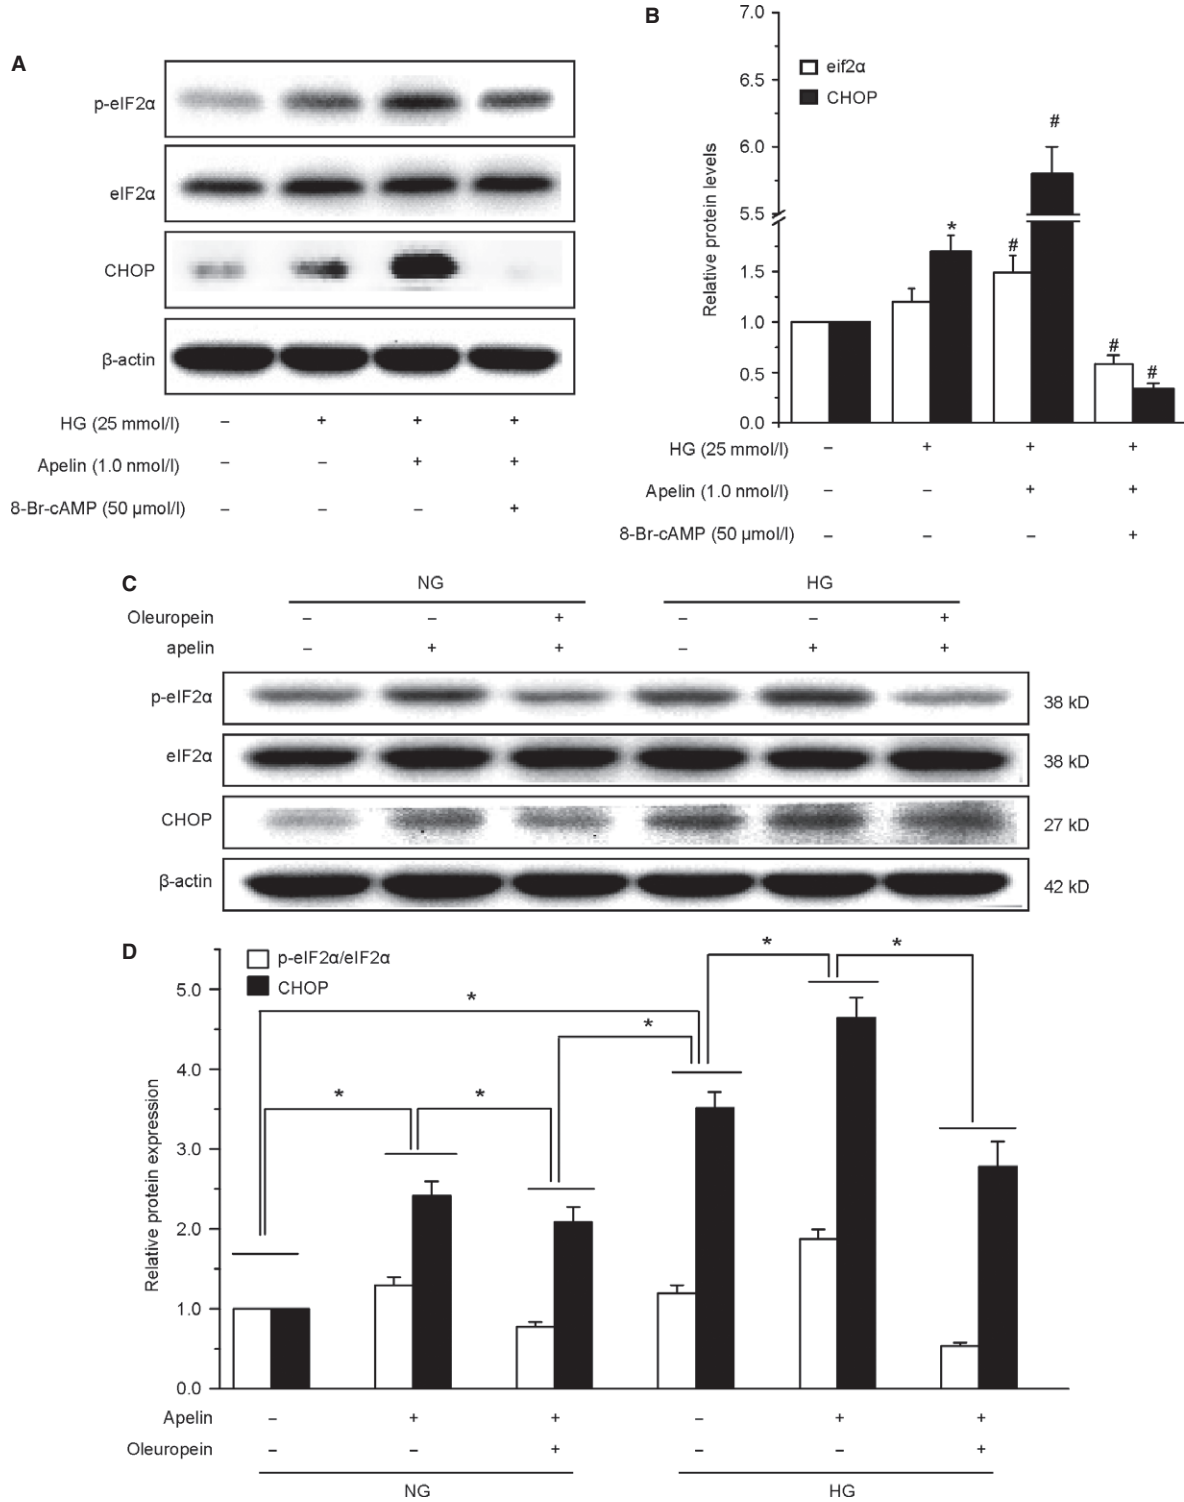 A
p-eIF2α
eIF2α
CHOP
β-actin
HG (25 mmol/l) – + + +
Apelin (1.0 nmol/l) – – + +
8-Br-cAMP (50 µmol/l) – – – +
B
7.0
6.5
6.0
5.5
1.5
1.0
0.5
0.0
Relative protein levels
eif2α
CHOP
*
#
#
#
#
HG (25 mmol/l) – + + +
Apelin (1.0 nmol/l) – – + +
8-Br-cAMP (50 µmol/l) – – – +
C
NG HG
Oleuropein – – + – – +
apelin – + + – + +
p-eIF2α 38 kD
eIF2α 38 kD
CHOP 27 kD
β-actin 42 kD
D
p-eIF2α/eIF2α
CHOP
5.0
4.0
3.0
2.0
1.0
0.0
Relative protein expression
* *
*
*
* *
Apelin – + + – + +
Oleuropein – – + – – +
NG HG